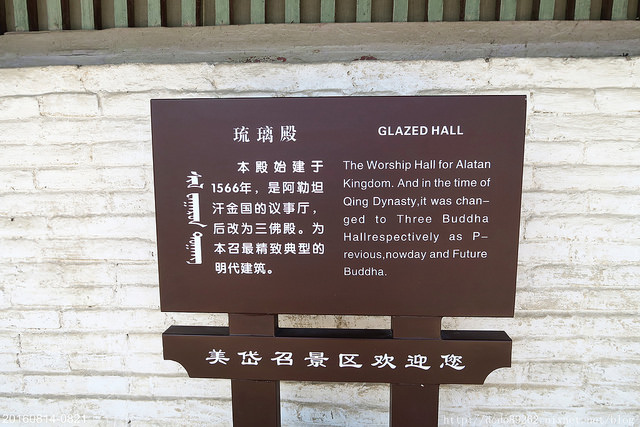 琉璃殿
本殿始建于
1566年，是阿勒坦
汗金国的议事厅，
后改为三佛殿。为
本召最精致典型的
明代建筑。
GLAZED HALL
The Worship Hall for Alatan
Kingdom. And in the time of
Qing Dynasty,it was chan-
ged to Three Buddha
Hallrespectively as P-
revious,nowday and Future
Buddha.
美岱召景区欢迎您